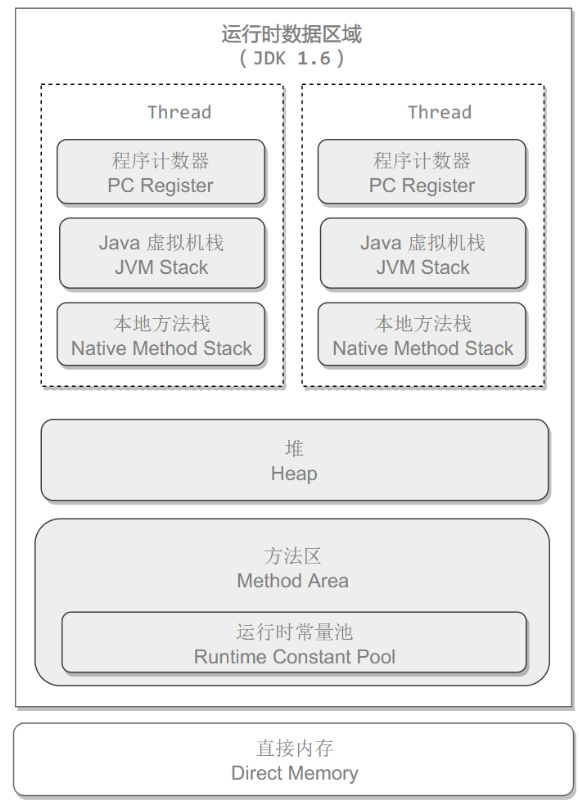 运行时数据区域
( JDK 1.6 )
Thread
程序计数器
PC Register
Java 虚拟机栈
JVM Stack
本地方法栈
Native Method Stack
Thread
程序计数器
PC Register
Java 虚拟机栈
JVM Stack
本地方法栈
Native Method Stack
堆
Heap
方法区
Method Area
运行时常量池
Runtime Constant Pool
直接内存
Direct Memory